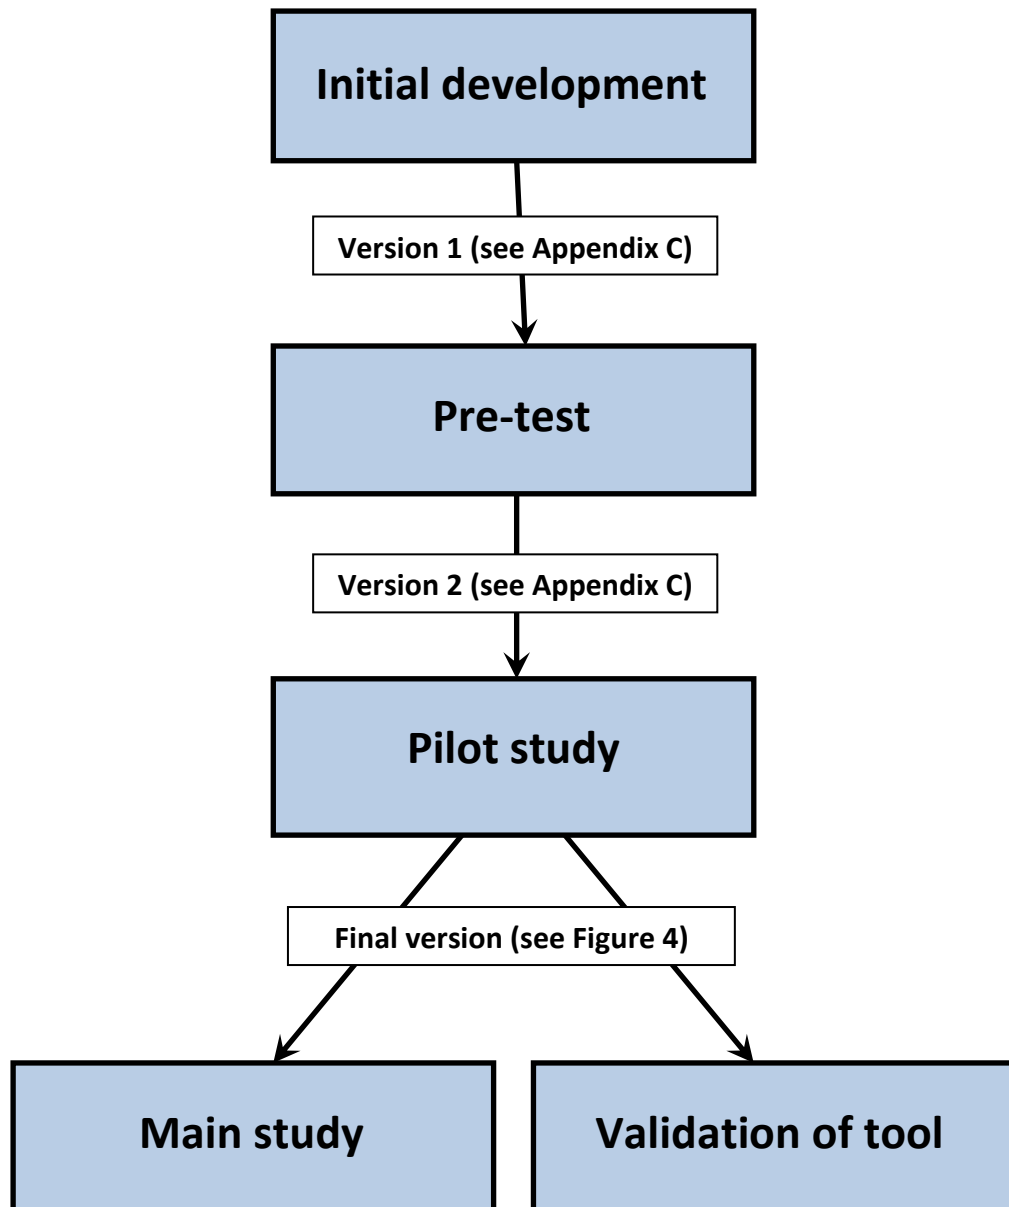 Initial development
Version 1 (see Appendix C)
Pre-test
Version 2 (see Appendix C)
Pilot study
Final version (see Figure 4)
Main study
Validation of tool